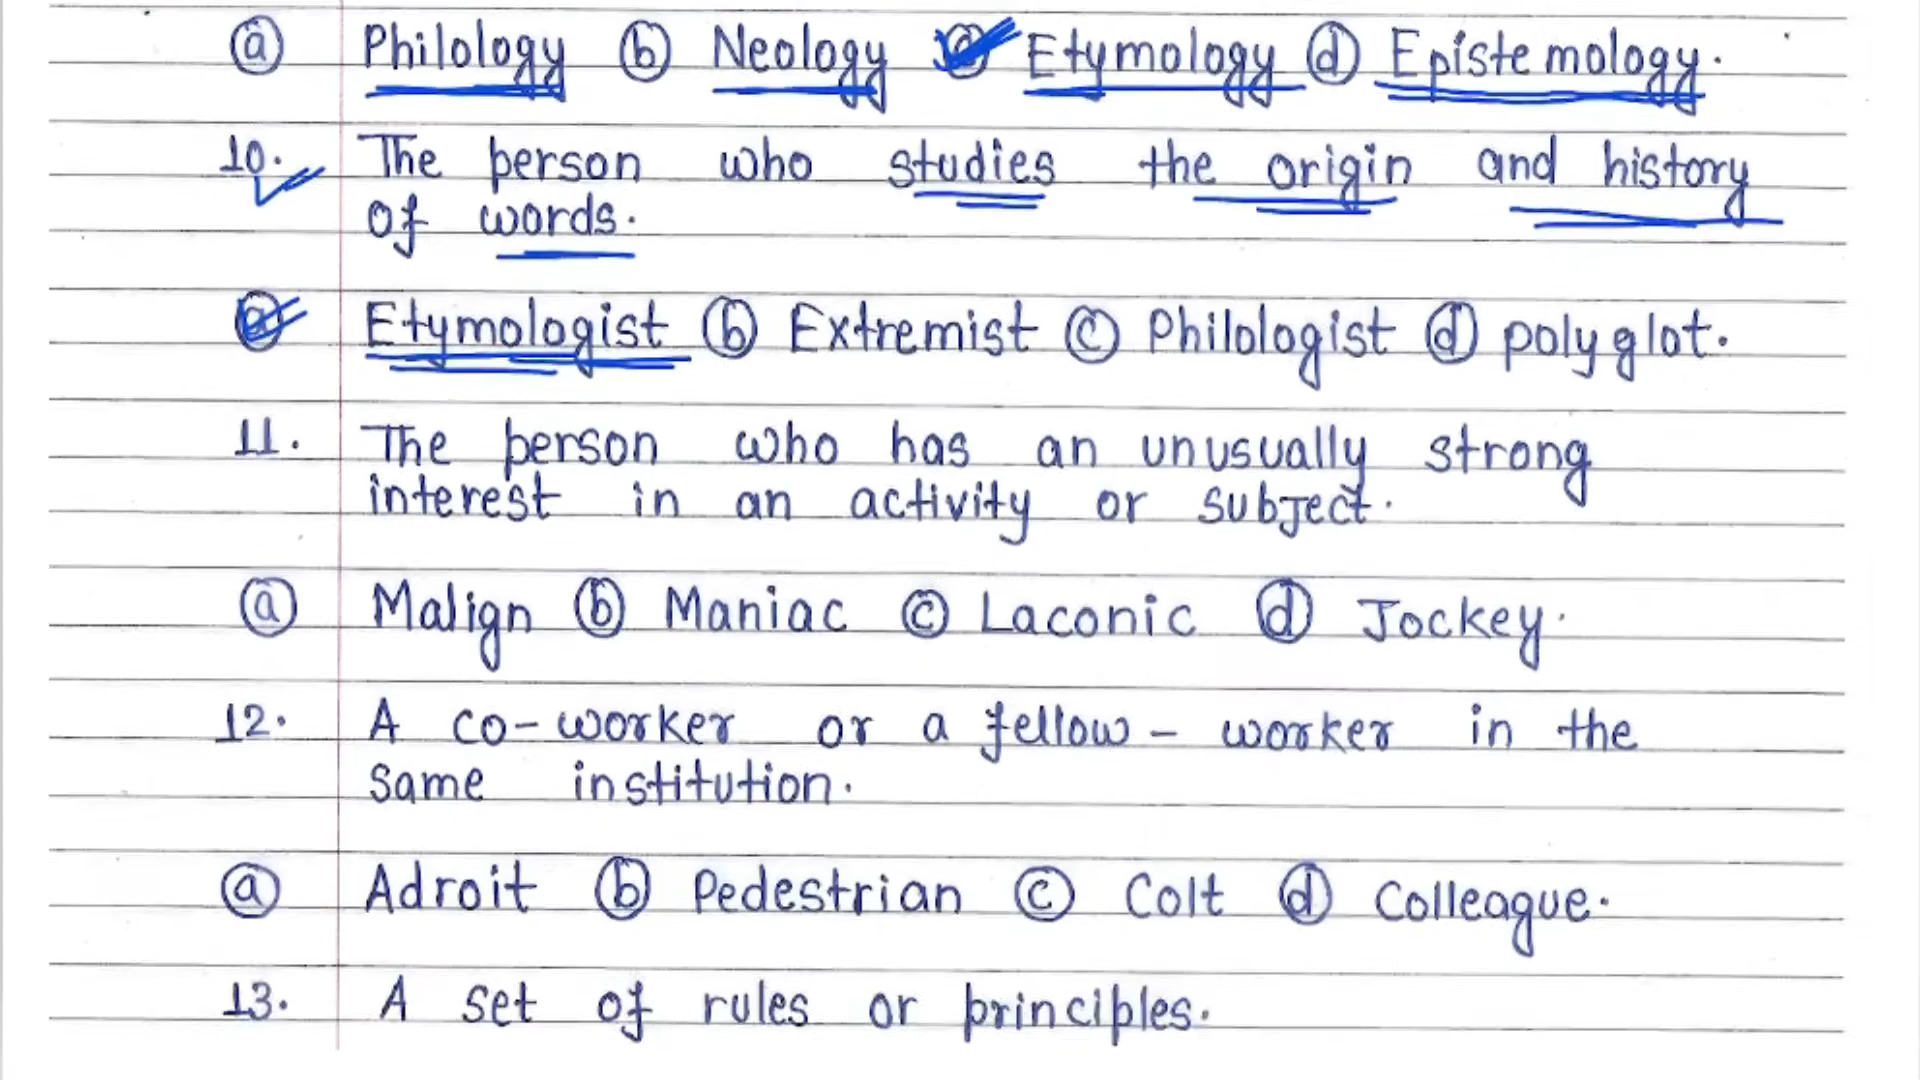 ⓐ Philology ⓑ Neology ⓒ Etymology ⓓ Epistemology.
10. The person who studies the origin and history
of words.
ⓐ Etymologist ⓑ Extremist ⓒ Philologist ⓓ polyglot.
11. The person who has an unusually strong
interest in an activity or subject.
ⓐ Malign ⓑ Maniac ⓒ Laconic ⓓ Jockey.
12. A co-worker or a fellow-worker in the
same institution.
ⓐ Adroit ⓑ Pedestrian ⓒ Colt ⓓ Colleague.
13. A set of rules or principles.